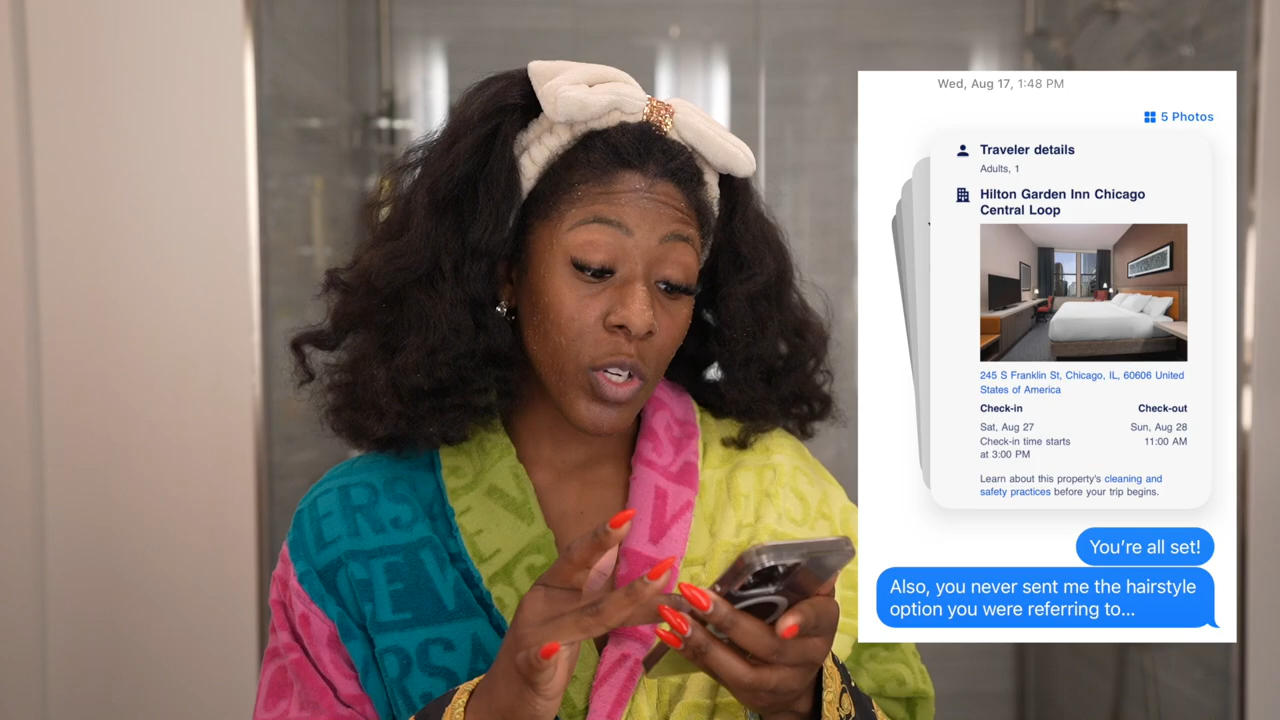 Wed, Aug 17, 1:48 PM
5 Photos
Traveler details
Adults, 1
Hilton Garden Inn Chicago
Central Loop
245 S Franklin St, Chicago, IL, 60606 United
States of America
Check-in
Check-out
Sat, Aug 27
Sun, Aug 28
Check-in time starts
at 3:00 PM
11:00 AM
Learn about this property's cleaning and
safety practices before your trip begins.
You're all set!
Also, you never sent me the hairstyle
option you were referring to...